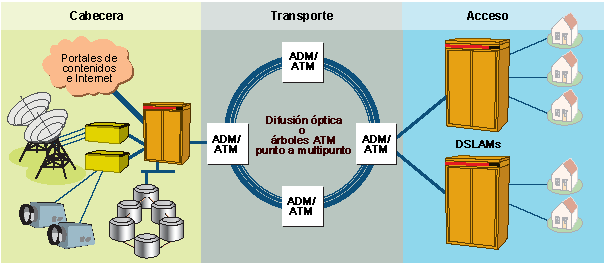 Cabecera
Transporte
Acceso
Portales de
contenidos
e Internet
ADM/
ATM
ADM/
ATM
Difusión óptica
o
árboles ATM
punto a multipunto
ADM/
ATM
ADM/
ATM
DSLAMs